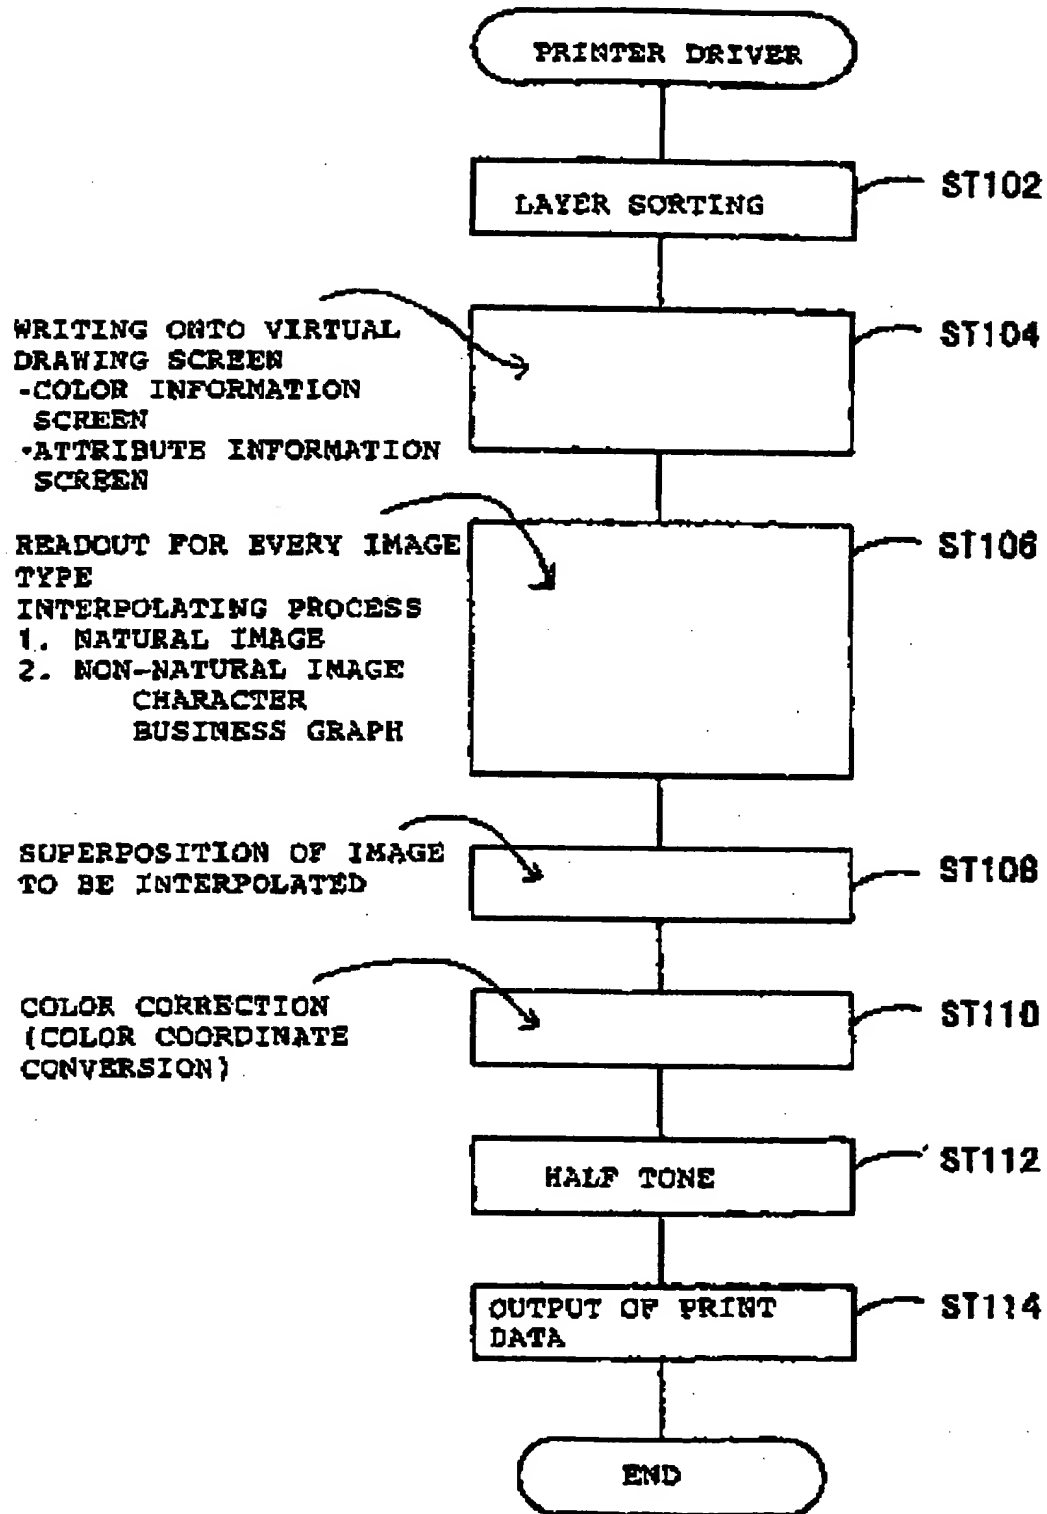 PRINTER DRIVER
LAYER SORTING
ST102
WRITING ONTO VIRTUAL
DRAWING SCREEN
-COLOR INFORMATION
SCREEN
-ATTRIBUTE INFORMATION
SCREEN
ST104
READOUT FOR EVERY IMAGE
TYPE
INTERPOLATING PROCESS
1. NATURAL IMAGE
2. NON-NATURAL IMAGE
CHARACTER
BUSINESS GRAPH
ST106
SUPERPOSITION OF IMAGE
TO BE INTERPOLATED
ST108
COLOR CORRECTION
(COLOR COORDINATE
CONVERSION)
ST110
HALF TONE
ST112
OUTPUT OF PRINT
DATA
ST114
END